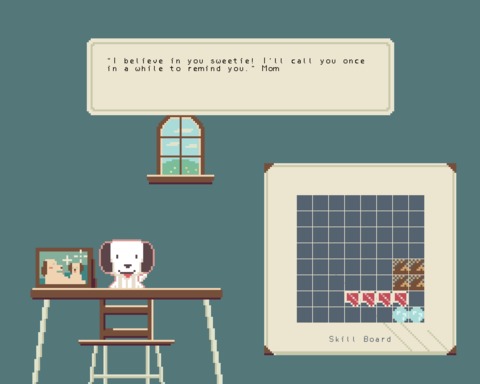 "I believe in you sweetie! I'll call you once
in a while to remind you." Mom
Skill Board